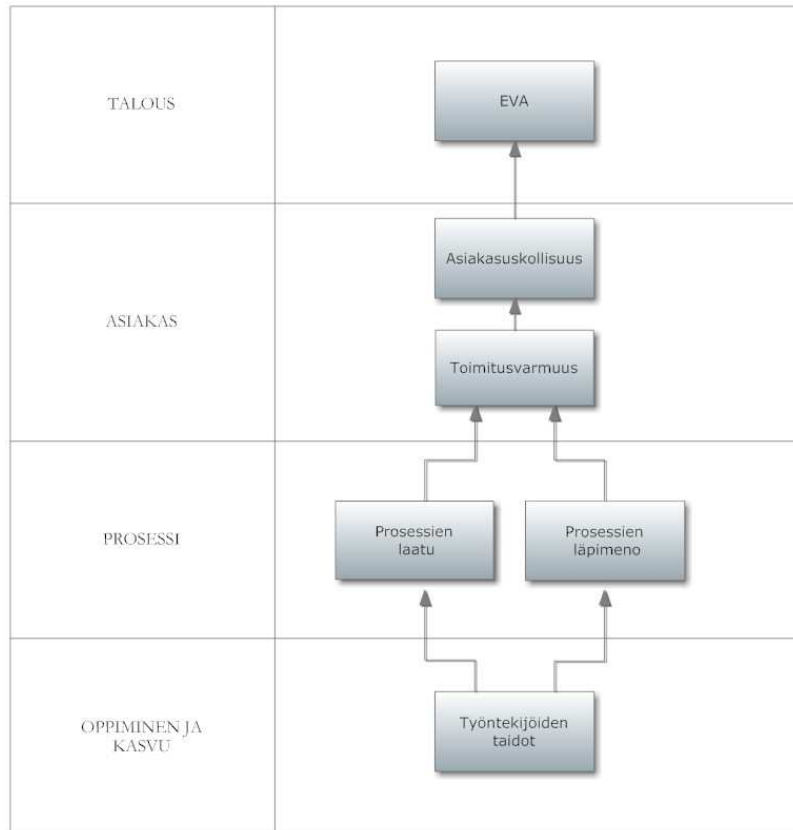 TALOUS
EVA
ASIAKAS
Asiakasuskollisuus
Toimitusvarmuus
PROSESSI
Prosessien
laatu
Prosessien
läpimeno
OPPIMINEN JA
KASVU
Työntekijöiden
taidot